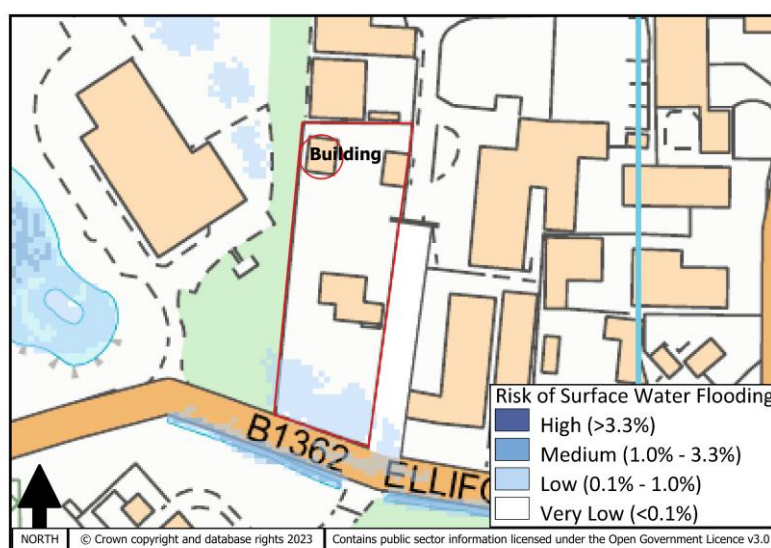 Building
B1362
ELLIFO
Risk of Surface Water Flooding
High (>3.3%)
Medium (1.0% - 3.3%)
Low (0.1% - 1.0%)
Very Low (<0.1%)
NORTH
© Crown copyright and database rights 2023
Contains public sector information licensed under the Open Government Licence v3.0